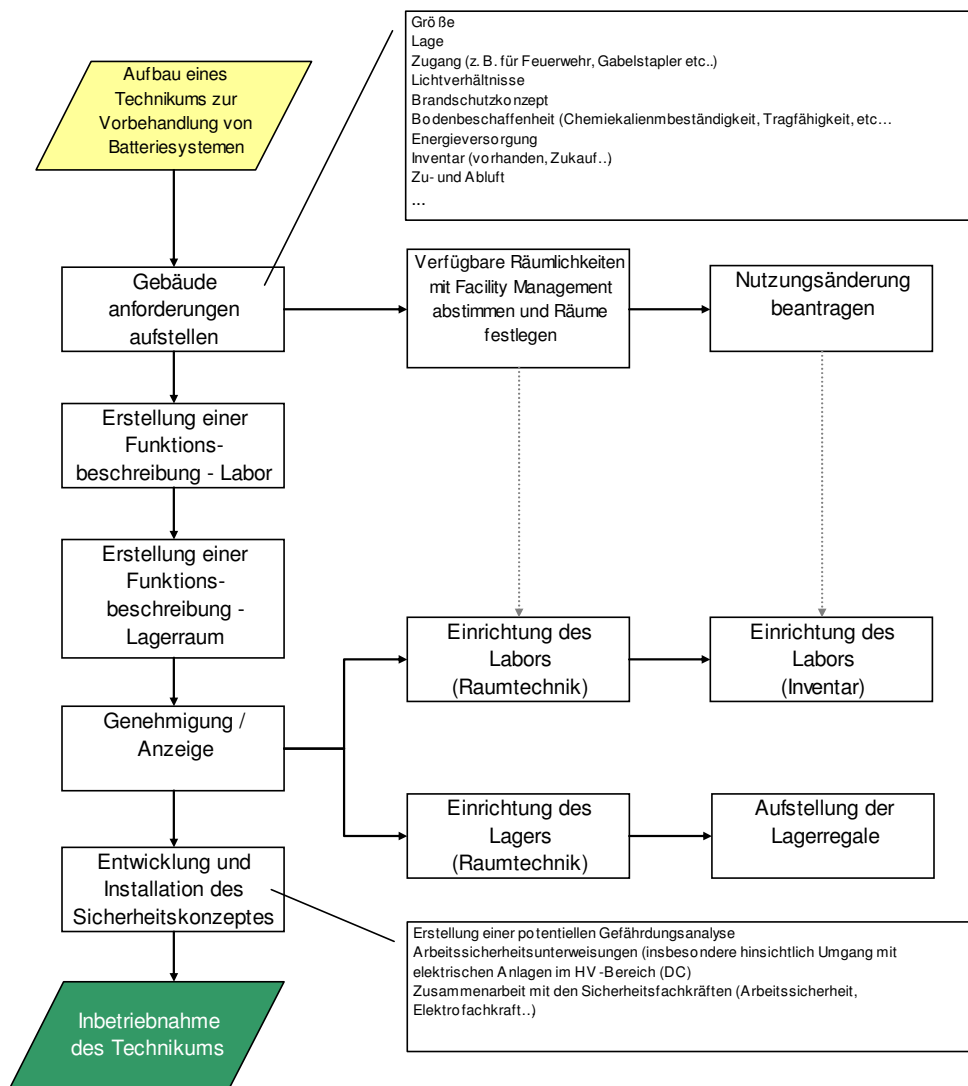 Größe
Lage
Zugang (z. B. für Feuerwehr, Gabelstapler etc..)
Lichtverhältnisse
Brandschutzkonzept
Bodenbeschaffenheit (Chemiekalienmbeständigkeit, Tragfähigkeit, etc…
Energieversorgung
Inventar (vorhanden, Zukauf..)
Zu- und Abluft
...
Aufbau eines
Technikums zur
Vorbehandlung von
Batteriesystemen
Gebäude
anforderungen
aufstellen
Verfügbare Räumlichkeiten
mit Facility Management
abstimmen und Räume
festlegen
Nutzungsänderung
beantragen
Erstellung einer
Funktions-
beschreibung - Labor
Erstellung einer
Funktions-
beschreibung -
Lagerraum
Einrichtung des
Labors
(Raumtechnik)
Einrichtung des
Labors
(Inventar)
Genehmigung /
Anzeige
Einrichtung des
Lagers
(Raumtechnik)
Aufstellung der
Lagerregale
Entwicklung und
Installation des
Sicherheitskonzeptes
Erstellung einer potentiellen Gefährdungsanalyse
Arbeitssicherheitsunterweisungen (insbesondere hinsichtlich Umgang mit
elektrischen Anlagen im HV -Bereich (DC)
Zusammenarbeit mit den Sicherheitsfachkräften (Arbeitssicherheit,
Elektrofachkraft..)
Inbetriebnahme
des Technikums